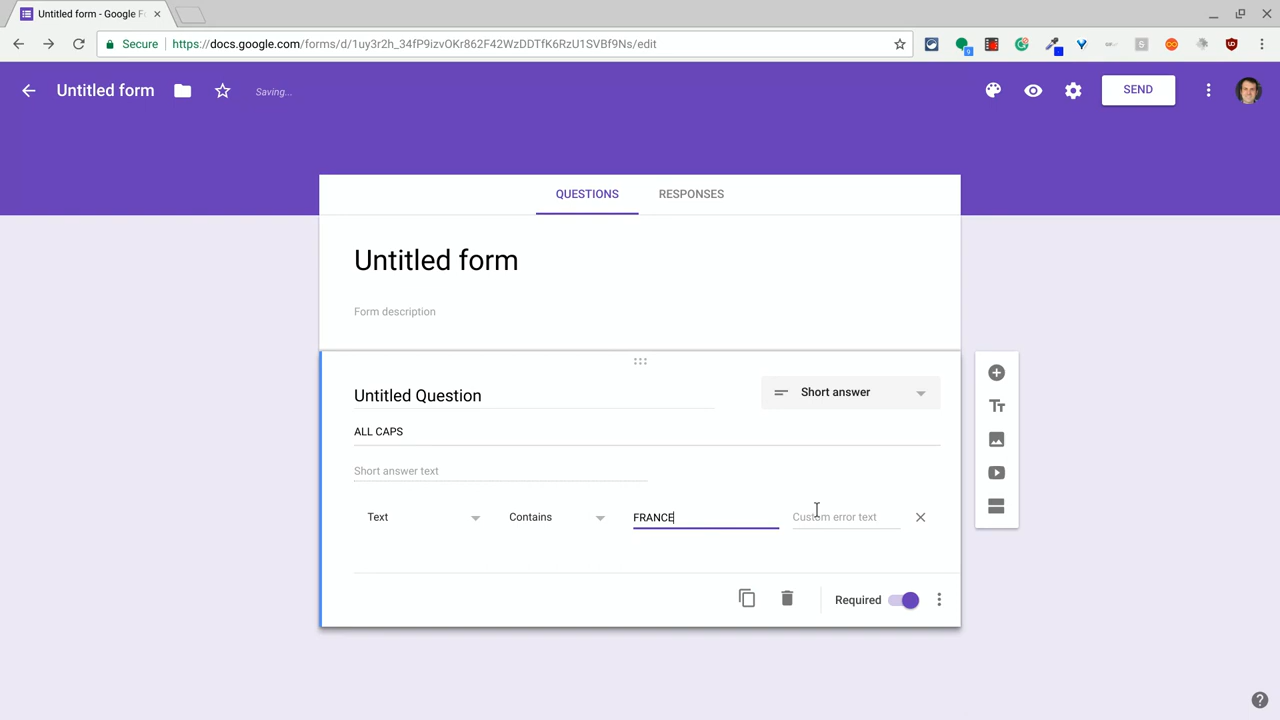 Untitled form - Google F
Secure https://docs.google.com/forms/d/1uy3r2h_34fP9izvOKr862F42WzDDTfK6RzU1SVBf9Ns/edit
Untitled form
Saving...
SEND
QUESTIONS
RESPONSES
Untitled form
Form description
Untitled Question
Short answer
ALL CAPS
Short answer text
Text
Contains
FRANCE
Custom error text
Required